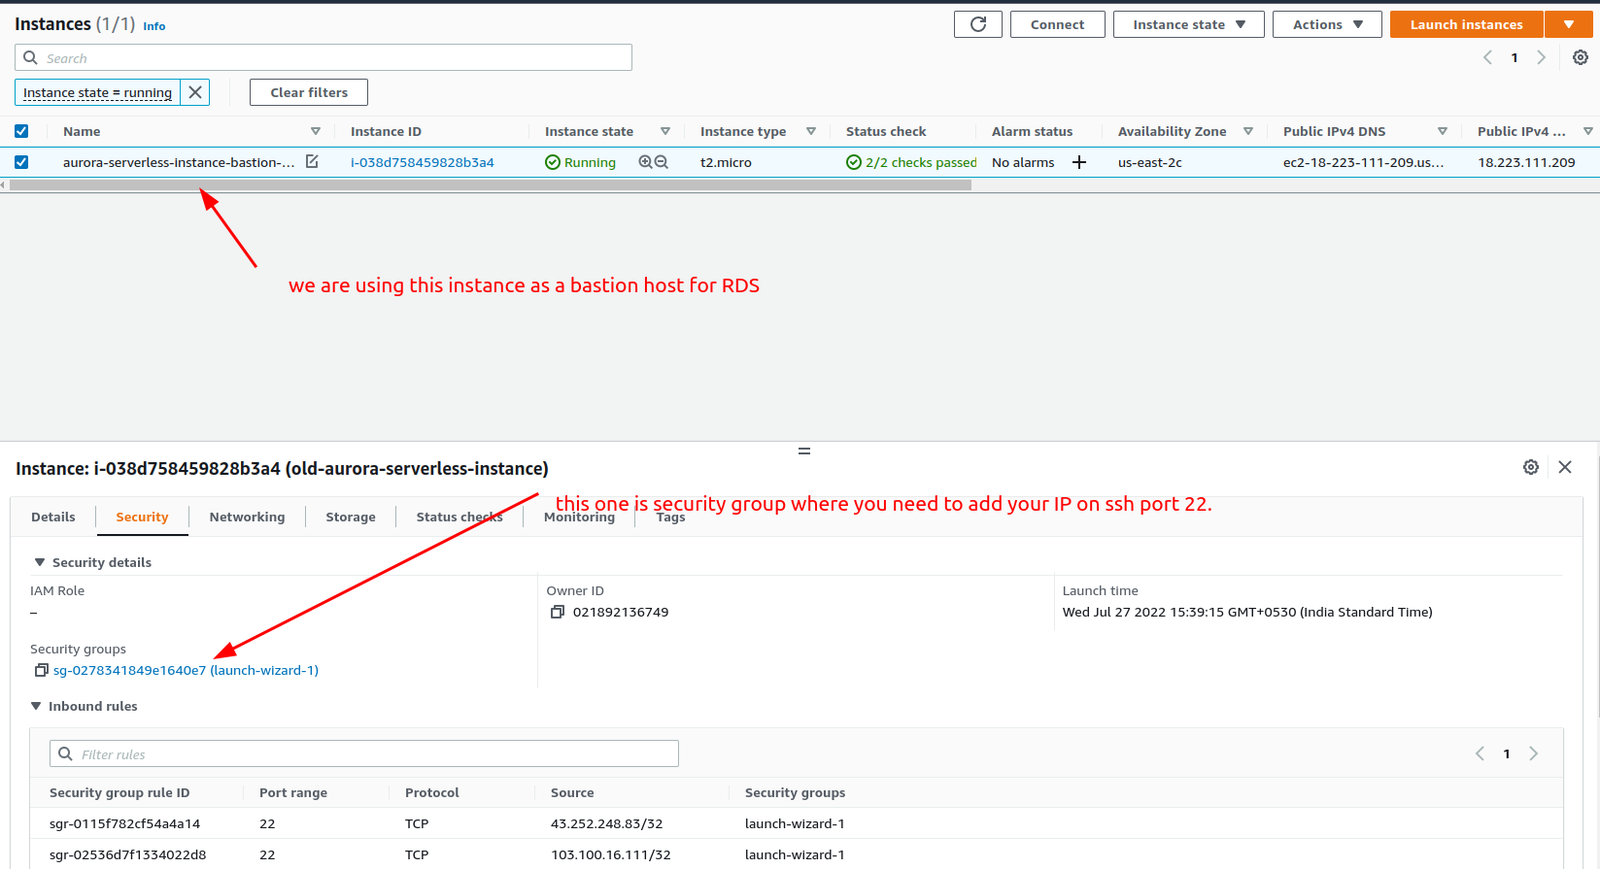 Instances (1/1) Info
Connect Instance state Actions Launch instances
Search
1
Instance state = running Clear filters
Name Instance ID Instance state Instance type Status check Alarm status Availability Zone Public IPv4 DNS Public IPv4 ...
aurora-serverless-instance-bastion-... i-038d758459828b3a4 Running t2.micro 2/2 checks passed No alarms + us-east-2c ec2-18-223-111-209.us... 18.223.111.209
we are using this instance as a bastion host for RDS
Instance: i-038d758459828b3a4 (old-aurora-serverless-instance)
this one is security group where you need to add your IP on ssh port 22.
Details Security Networking Storage Status checks Monitoring Tags
Security details
IAM Role Owner ID Launch time
– 021892136749 Wed Jul 27 2022 15:39:15 GMT+0530 (India Standard Time)
Security groups
sg-0278341849e1640e7 (launch-wizard-1)
Inbound rules
Filter rules
1
Security group rule ID Port range Protocol Source Security groups
sgr-0115f782cf54a4a14 22 TCP 43.252.248.83/32 launch-wizard-1
sgr-02536d7f1334022d8 22 TCP 103.100.16.111/32 launch-wizard-1